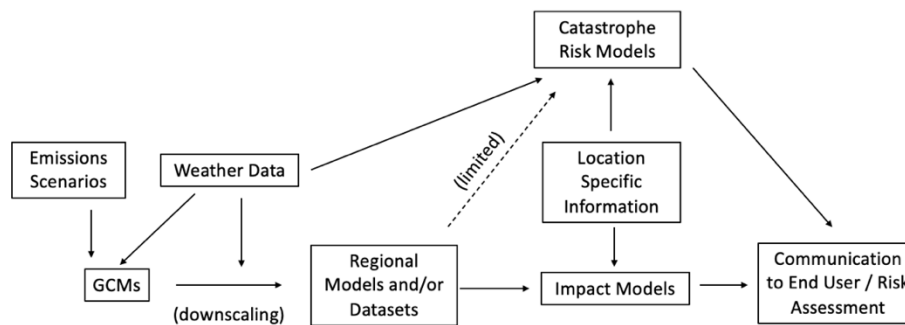 Catastrophe
Risk Models
Emissions
Scenarios
Weather Data
(limited)
Location
Specific
Information
GCMs
(downscaling)
Regional
Models and/or
Datasets
Impact Models
Communication
to End User / Risk
Assessment